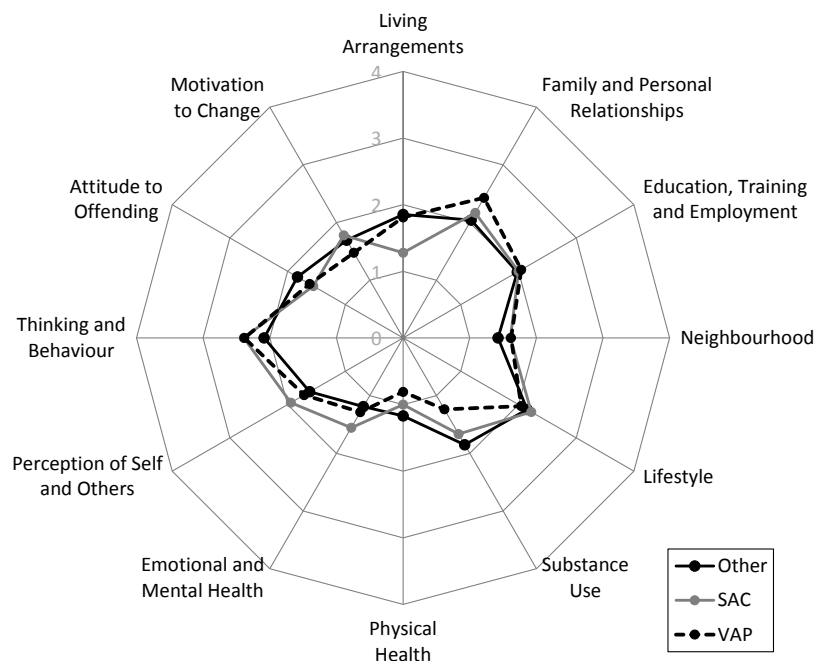 Living
Arrangements
Family and Personal
Relationships
Education, Training
and Employment
Neighbourhood
Lifestyle
Substance
Use
Physical
Health
Emotional and
Mental Health
Perception of Self
and Others
Thinking and
Behaviour
Attitude to
Offending
Motivation
to Change
4
3
2
1
0
Other
SAC
VAP